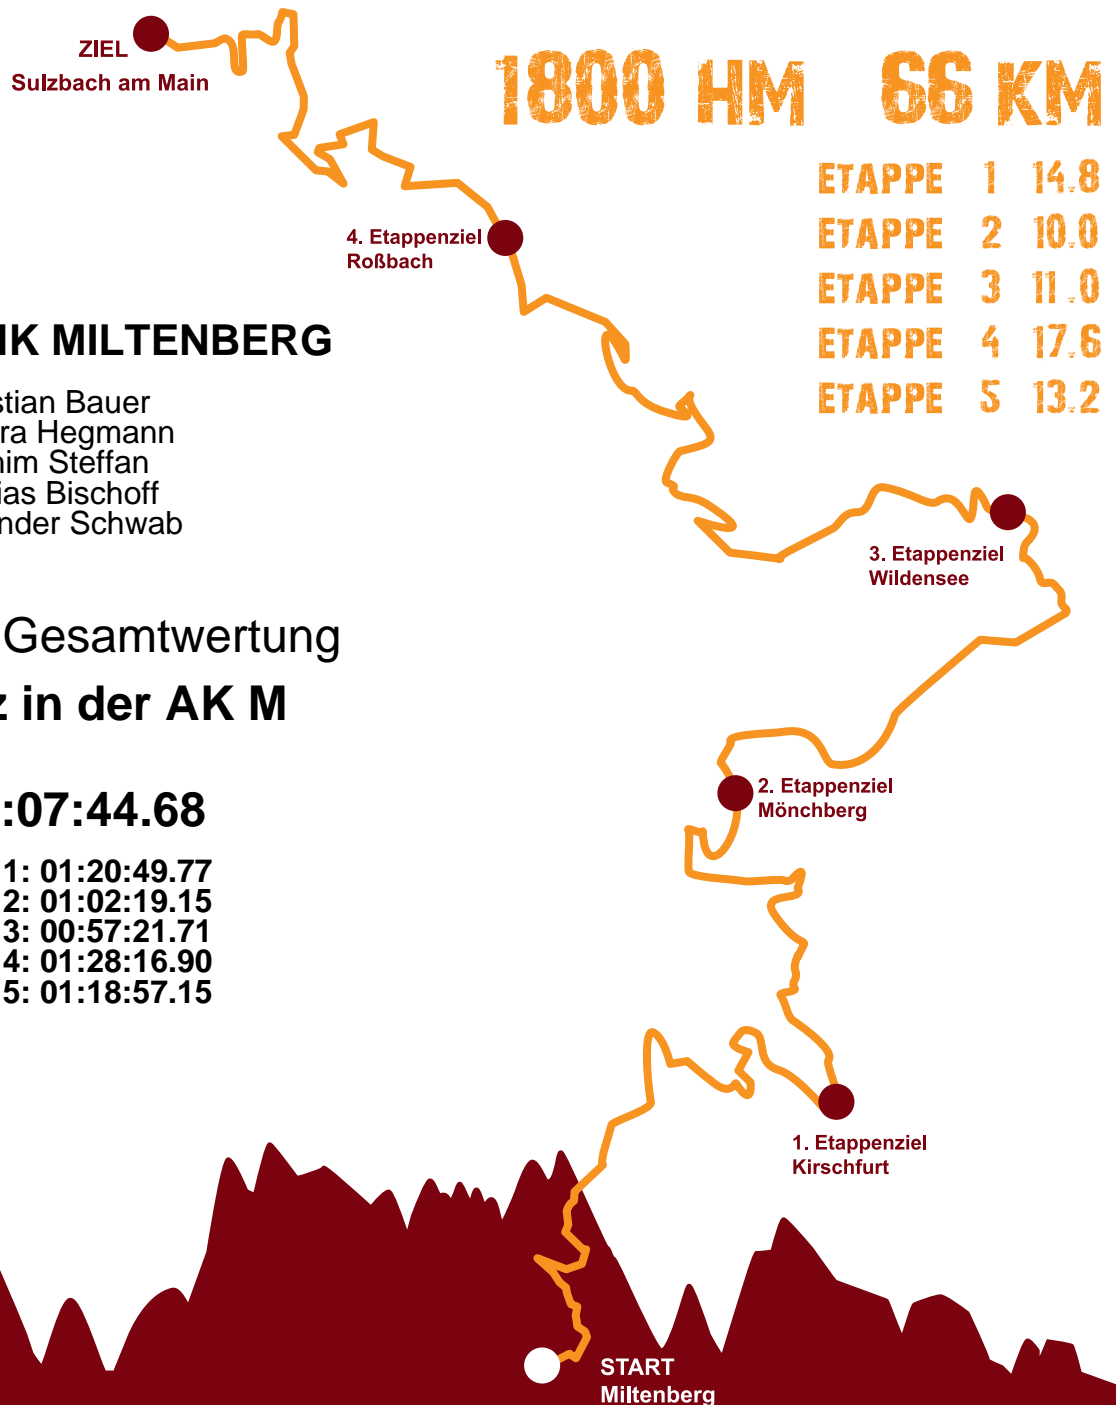 ZIEL
Sulzbach am Main
1800 HM 66 KM
ETAPPE 1 14.8
ETAPPE 2 10.0
ETAPPE 3 11.0
ETAPPE 4 17.6
ETAPPE 5 13.2
4. Etappenziel
Roßbach
NK MILTENBERG
stian Bauer
ra Hegmann
him Steffan
ias Bischoff
nder Schwab
3. Etappenziel
Wildensee
Gesamtwertung
z in der AK M
2. Etappenziel
Mönchberg
:07:44.68
1: 01:20:49.77
2: 01:02:19.15
3: 00:57:21.71
4: 01:28:16.90
5: 01:18:57.15
1. Etappenziel
Kirschfurt
START
Miltenberg